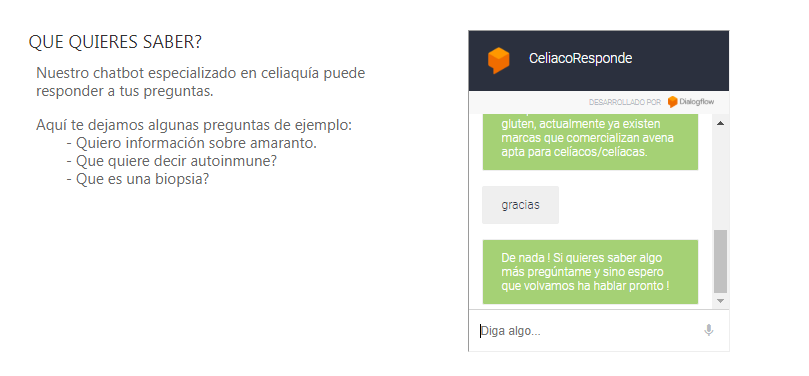 QUE QUIERES SABER?
Nuestro chatbot especializado en celiaquía puede
responder a tus preguntas.
Aquí te dejamos algunas preguntas de ejemplo:
- Quiero información sobre amaranto.
- Que quiere decir autoinmune?
- Que es una biopsia?
CeliacoResponde
DESARROLLADO POR Dialogflow
gluten, actualmente ya existen
marcas que comercializan avena
apta para celíacos/celíacas.
gracias
De nada ! Si quieres saber algo
más pregúntame y sino espero
que volvamos ha hablar pronto !
Diga algo...